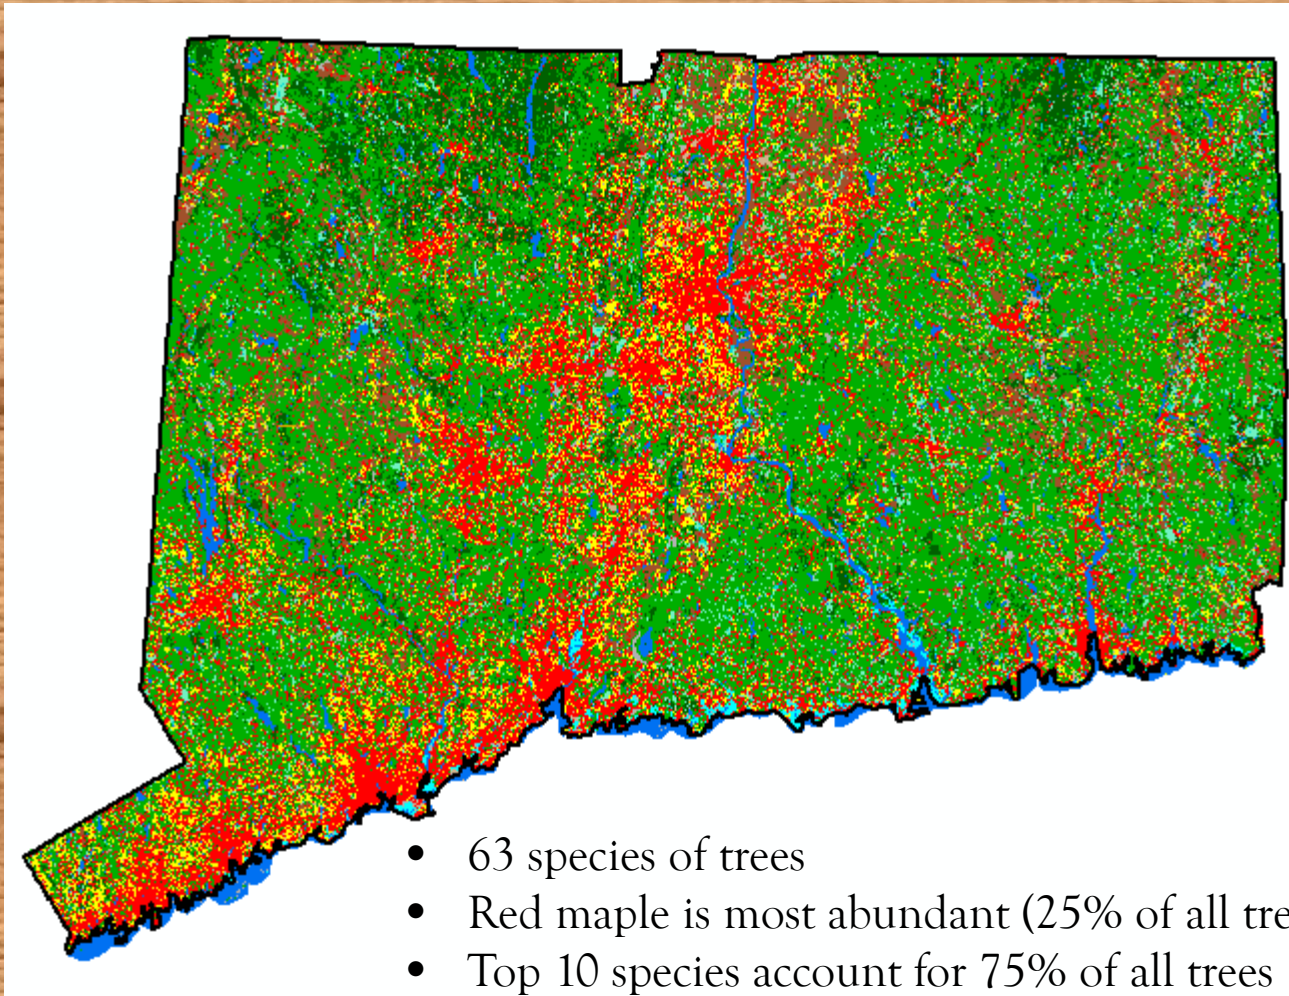 • 63 species of trees
• Red maple is most abundant (25% of all tre
• Top 10 species account for 75% of all trees